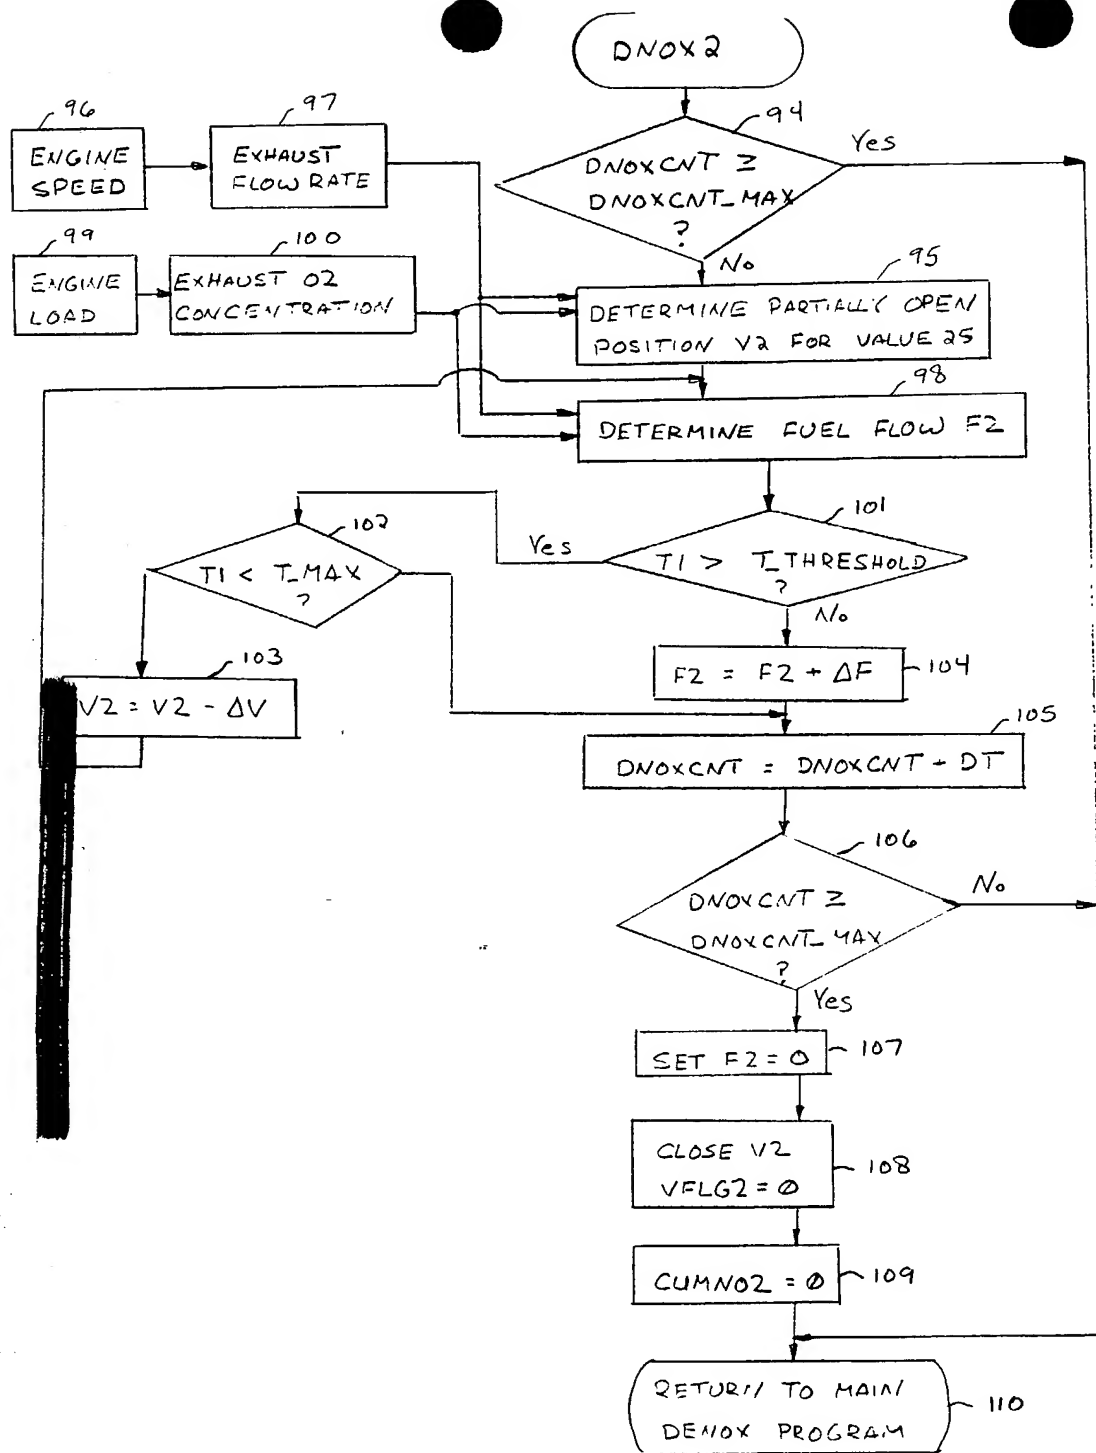 DNOX2
94
DNOXCNT ≥
DNOXCNT_MAX
?
Yes
No
96
ENGINE
SPEED
97
EXHAUST
FLOW RATE
99
ENGINE
LOAD
100
EXHAUST O2
CONCENTRATION
95
DETERMINE PARTIALLY OPEN
POSITION V2 FOR VALUE 25
98
DETERMINE FUEL FLOW F2
101
T1 > T_THRESHOLD
?
Yes
No
102
T1 < T_MAX
?
103
V2 = V2 - ΔV
F2 = F2 + ΔF
104
105
DNOXCNT = DNOXCNT + DT
106
DNOXCNT ≥
DNOXCNT_MAX
?
No
Yes
SET F2 = 0
107
CLOSE V2
VFLG2 = 0
108
CUMNO2 = 0
109
RETURN TO MAIN
DENOX PROGRAM
110